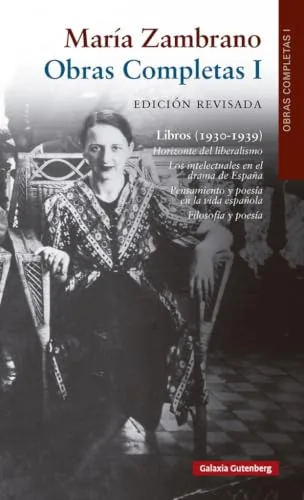 María Zambrano
Obras Completas I
EDICIÓN REVISADA
Libros (1930-1939)
Horizonte del liberalismo
Los intelectuales en el
drama de España
Pensamiento y poesía
en la vida española
Filosofía y poesía
Galaxia Gutenberg
OBRAS COMPLETAS I